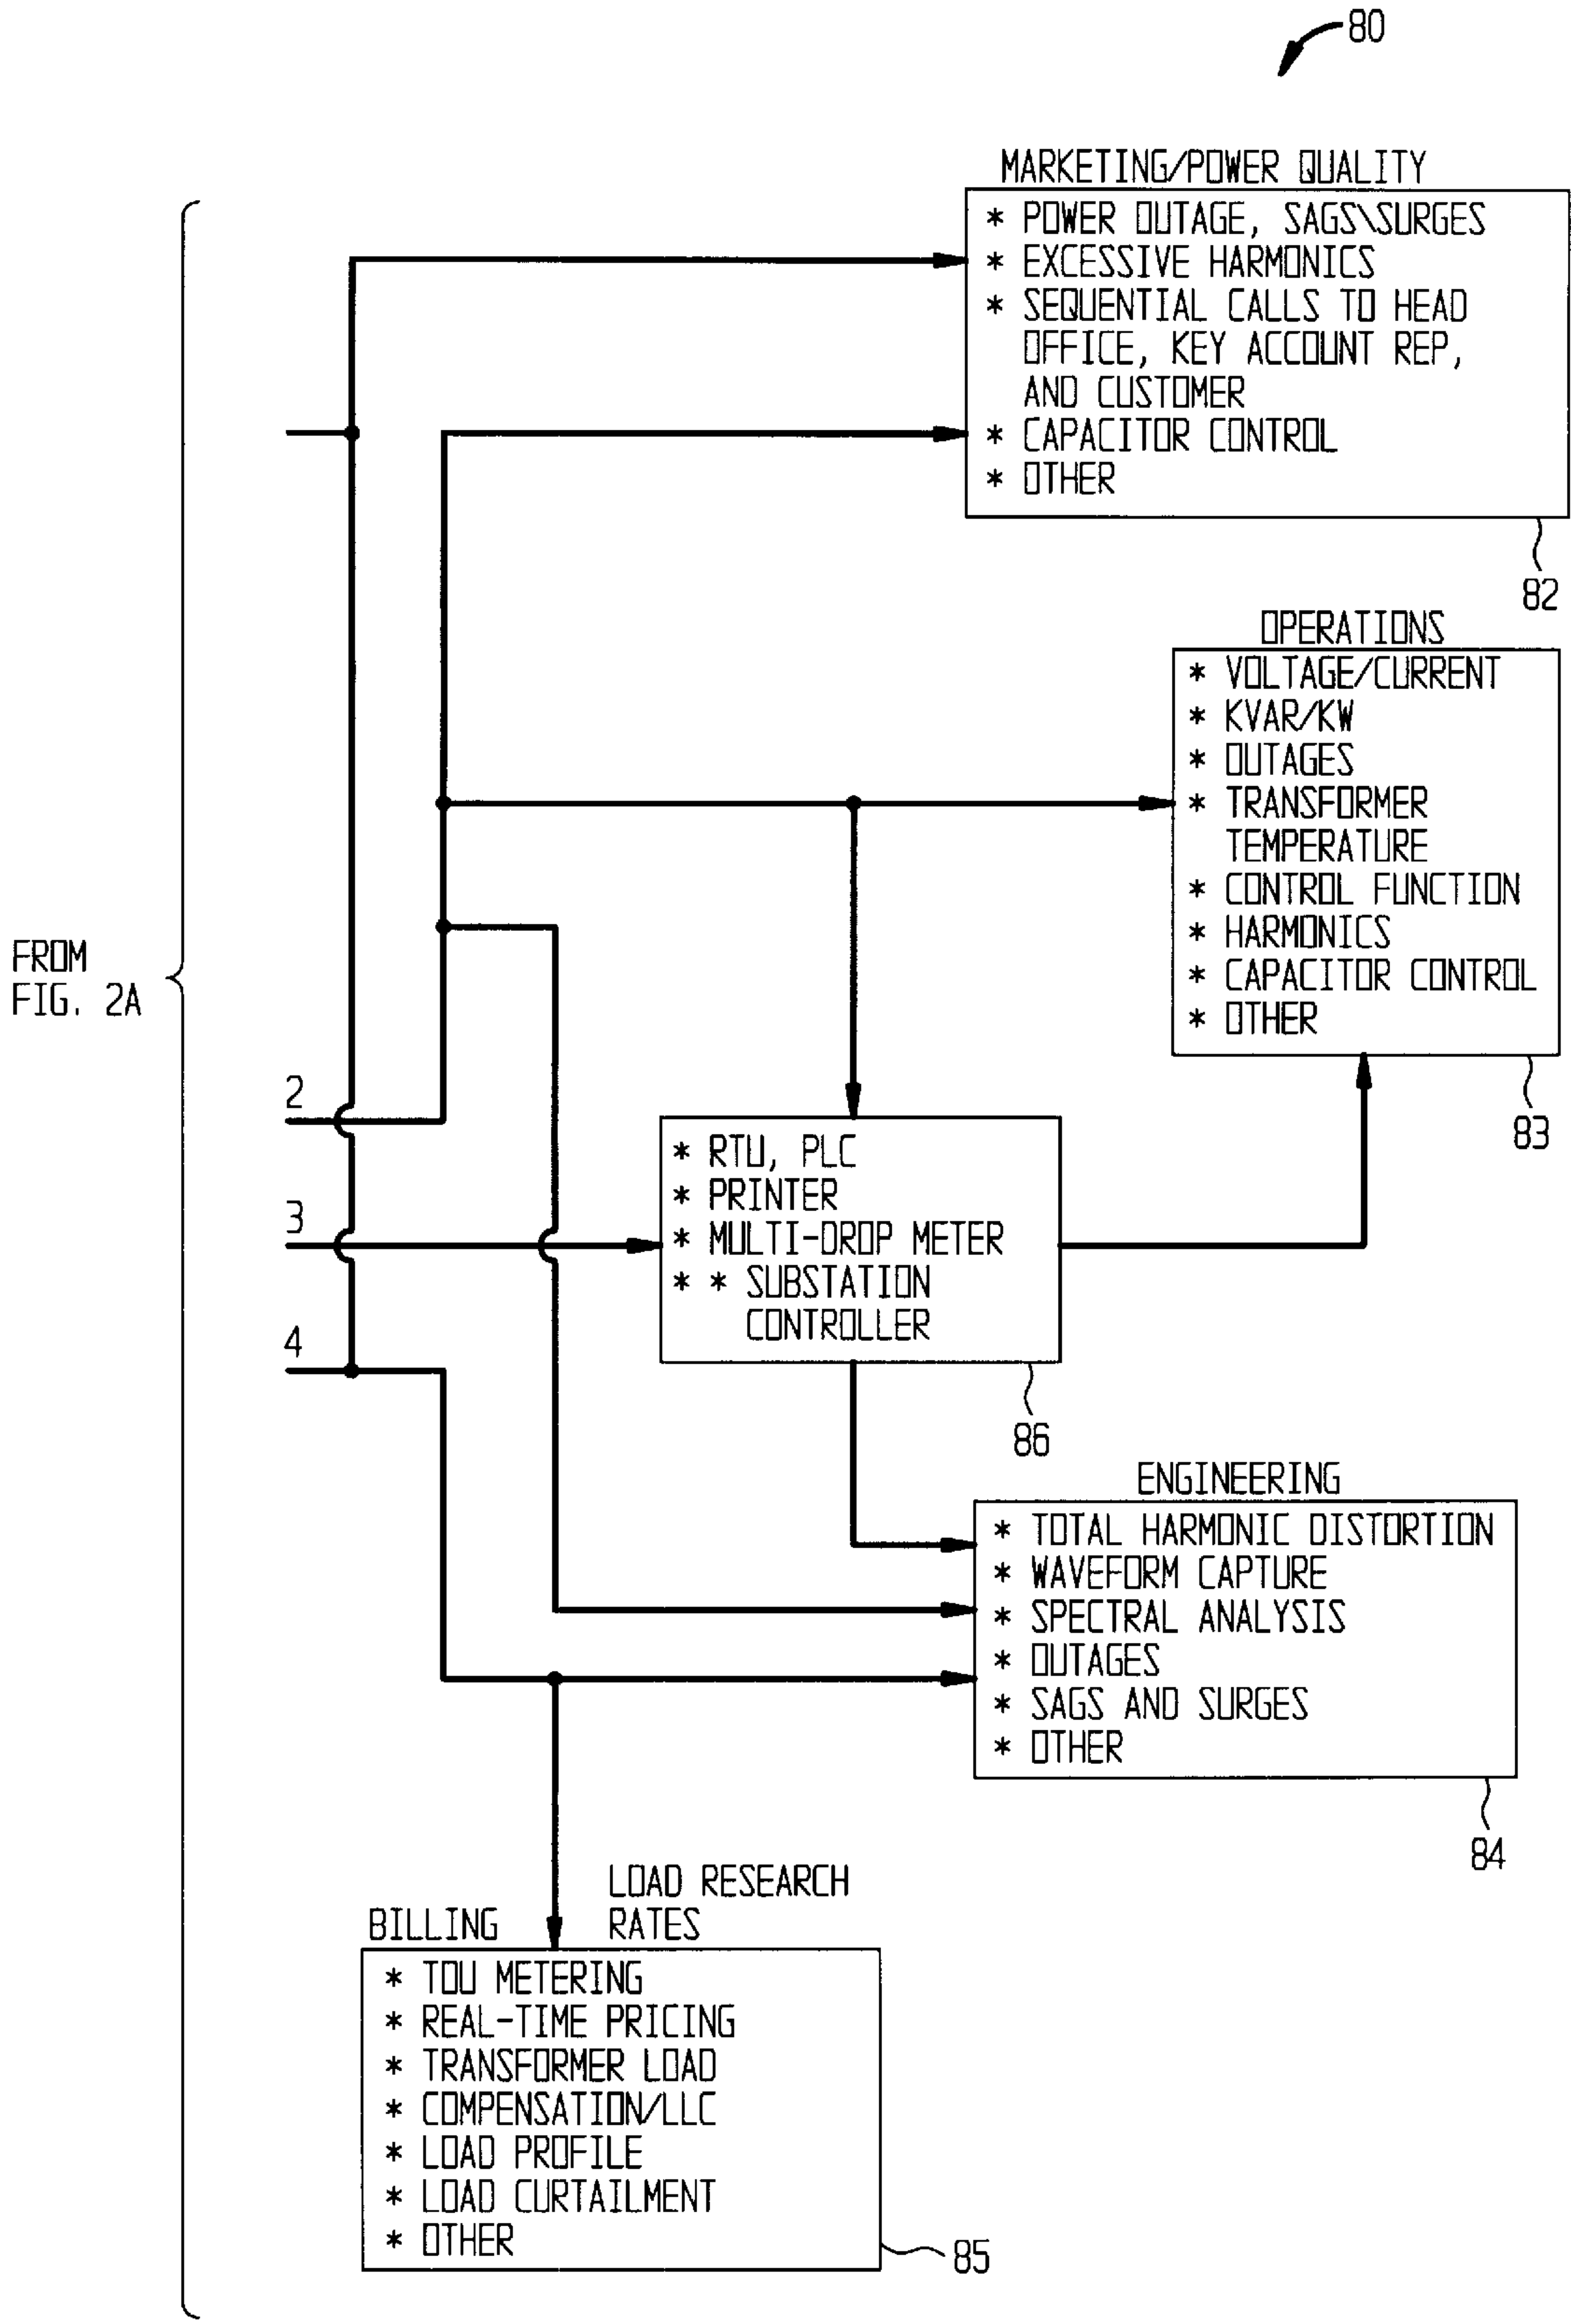 80
MARKETING/POWER QUALITY
* POWER OUTAGE, SAGS\SURGES
* EXCESSIVE HARMONICS
* SEQUENTIAL CALLS TO HEAD
OFFICE, KEY ACCOUNT REP,
AND CUSTOMER
* CAPACITOR CONTROL
* OTHER
82
OPERATIONS
* VOLTAGE/CURRENT
* KVAR/KW
* OUTAGES
* TRANSFORMER
TEMPERATURE
* CONTROL FUNCTION
* HARMONICS
* CAPACITOR CONTROL
* OTHER
83
FROM
FIG. 2A
2
3
4
* RTU, PLC
* PRINTER
* MULTI-DROP METER
* * SUBSTATION
CONTROLLER
86
ENGINEERING
* TOTAL HARMONIC DISTORTION
* WAVEFORM CAPTURE
* SPECTRAL ANALYSIS
* OUTAGES
* SAGS AND SURGES
* OTHER
84
BILLING
LOAD RESEARCH
RATES
* TOU METERING
* REAL-TIME PRICING
* TRANSFORMER LOAD
* COMPENSATION/LLC
* LOAD PROFILE
* LOAD CURTAILMENT
* OTHER
85